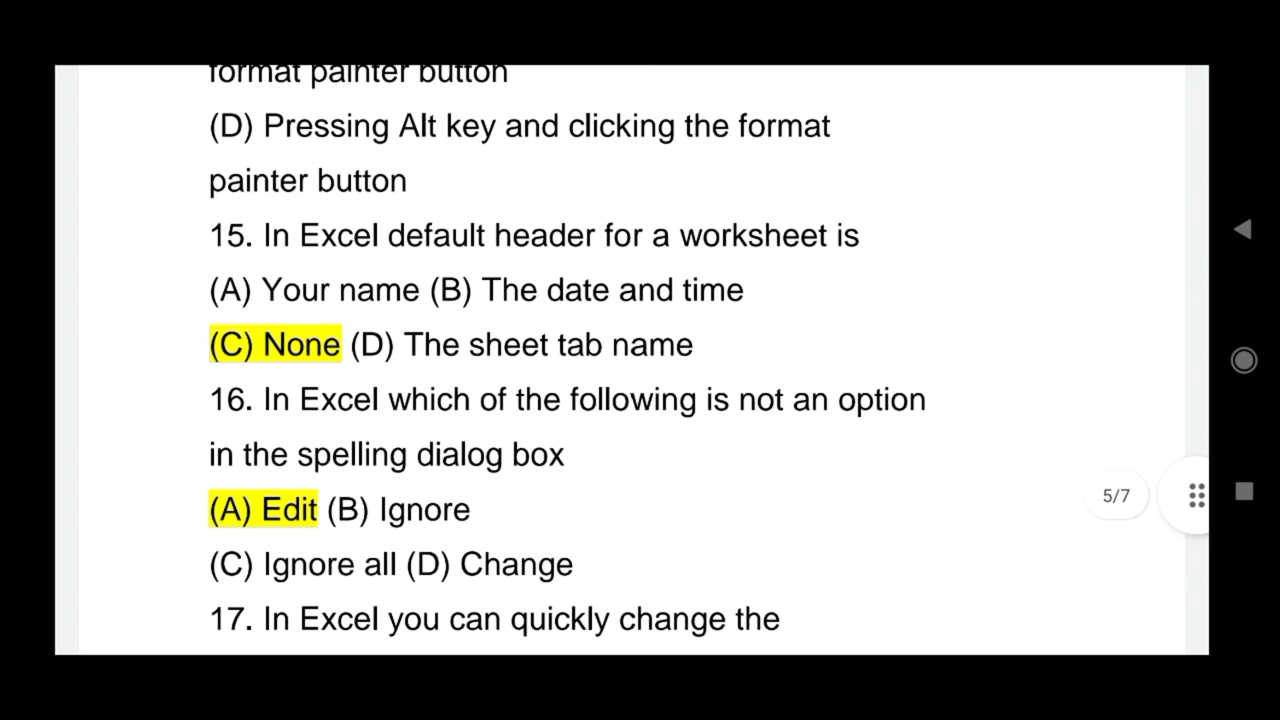 format painter button
(D) Pressing Alt key and clicking the format
painter button
15. In Excel default header for a worksheet is
(A) Your name (B) The date and time
(C) None (D) The sheet tab name
16. In Excel which of the following is not an option
in the spelling dialog box
(A) Edit (B) Ignore
(C) Ignore all (D) Change
17. In Excel you can quickly change the
5/7